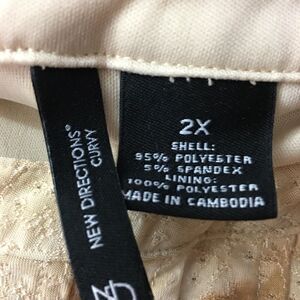 NEW DIRECTIONS®
CURVY
2X
SHELL:
95% POLYESTER
5% SPANDEX
LINING:
100% POLYESTER
MADE IN CAMBODIA